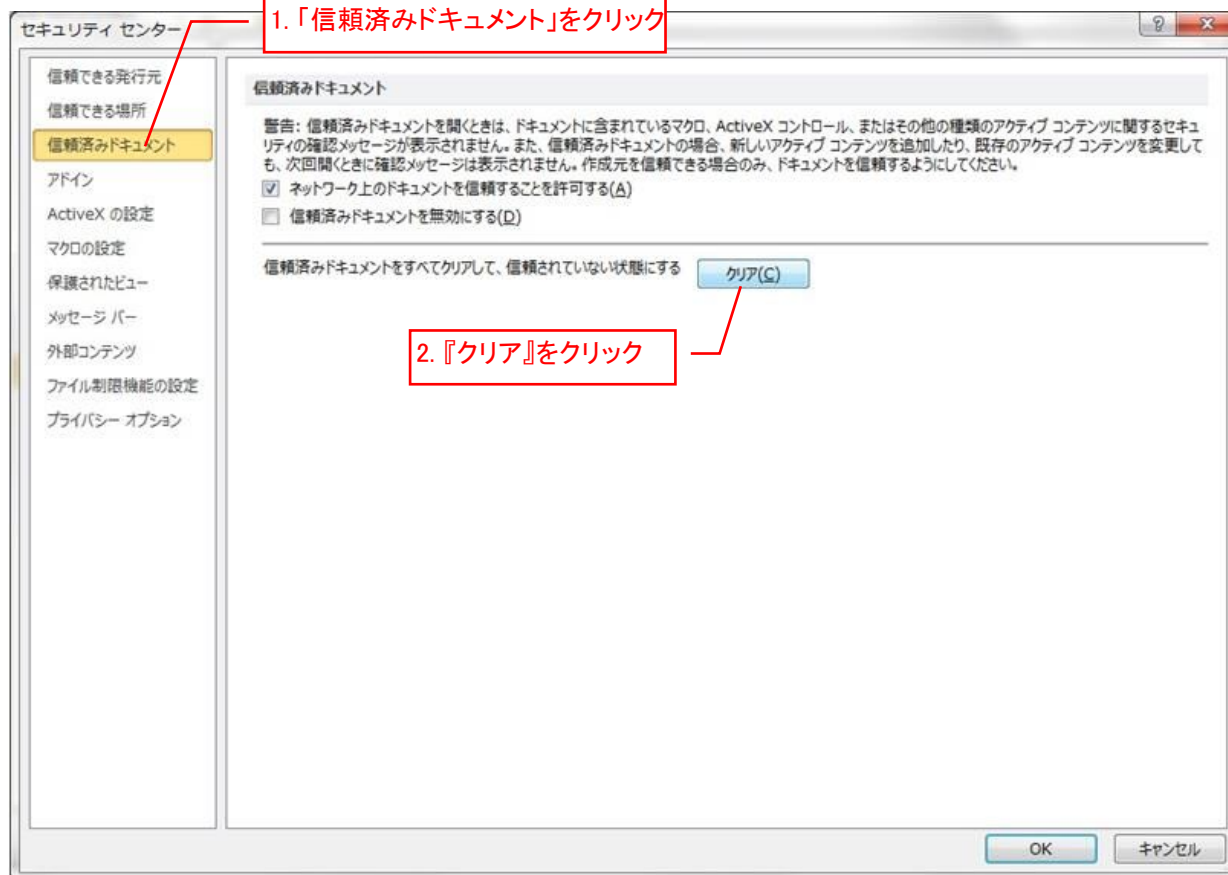 1. 「信頼済みドキュメント」をクリック
セキュリティ センター
信頼できる発行元
信頼できる場所
信頼済みドキュメント
アドイン
ActiveX の設定
マクロの設定
保護されたビュー
メッセージ バー
外部コンテンツ
ファイル制限機能の設定
プライバシー オプション
信頼済みドキュメント
警告: 信頼済みドキュメントを開くときは、ドキュメントに含まれているマクロ、ActiveX コントロール、またはその他の種類のアクティブ コンテンツに関するセキュ
リティの確認メッセージが表示されません。また、信頼済みドキュメントの場合、新しいアクティブ コンテンツを追加したり、既存のアクティブ コンテンツを変更して
も、次回開くときに確認メッセージは表示されません。作成元を信頼できる場合のみ、ドキュメントを信頼するようにしてください。
ネットワーク上のドキュメントを信頼することを許可する(A)
信頼済みドキュメントを無効にする(D)
信頼済みドキュメントをすべてクリアして、信頼されていない状態にする
クリア(C)
2. 『クリア』をクリック
OK
キャンセル